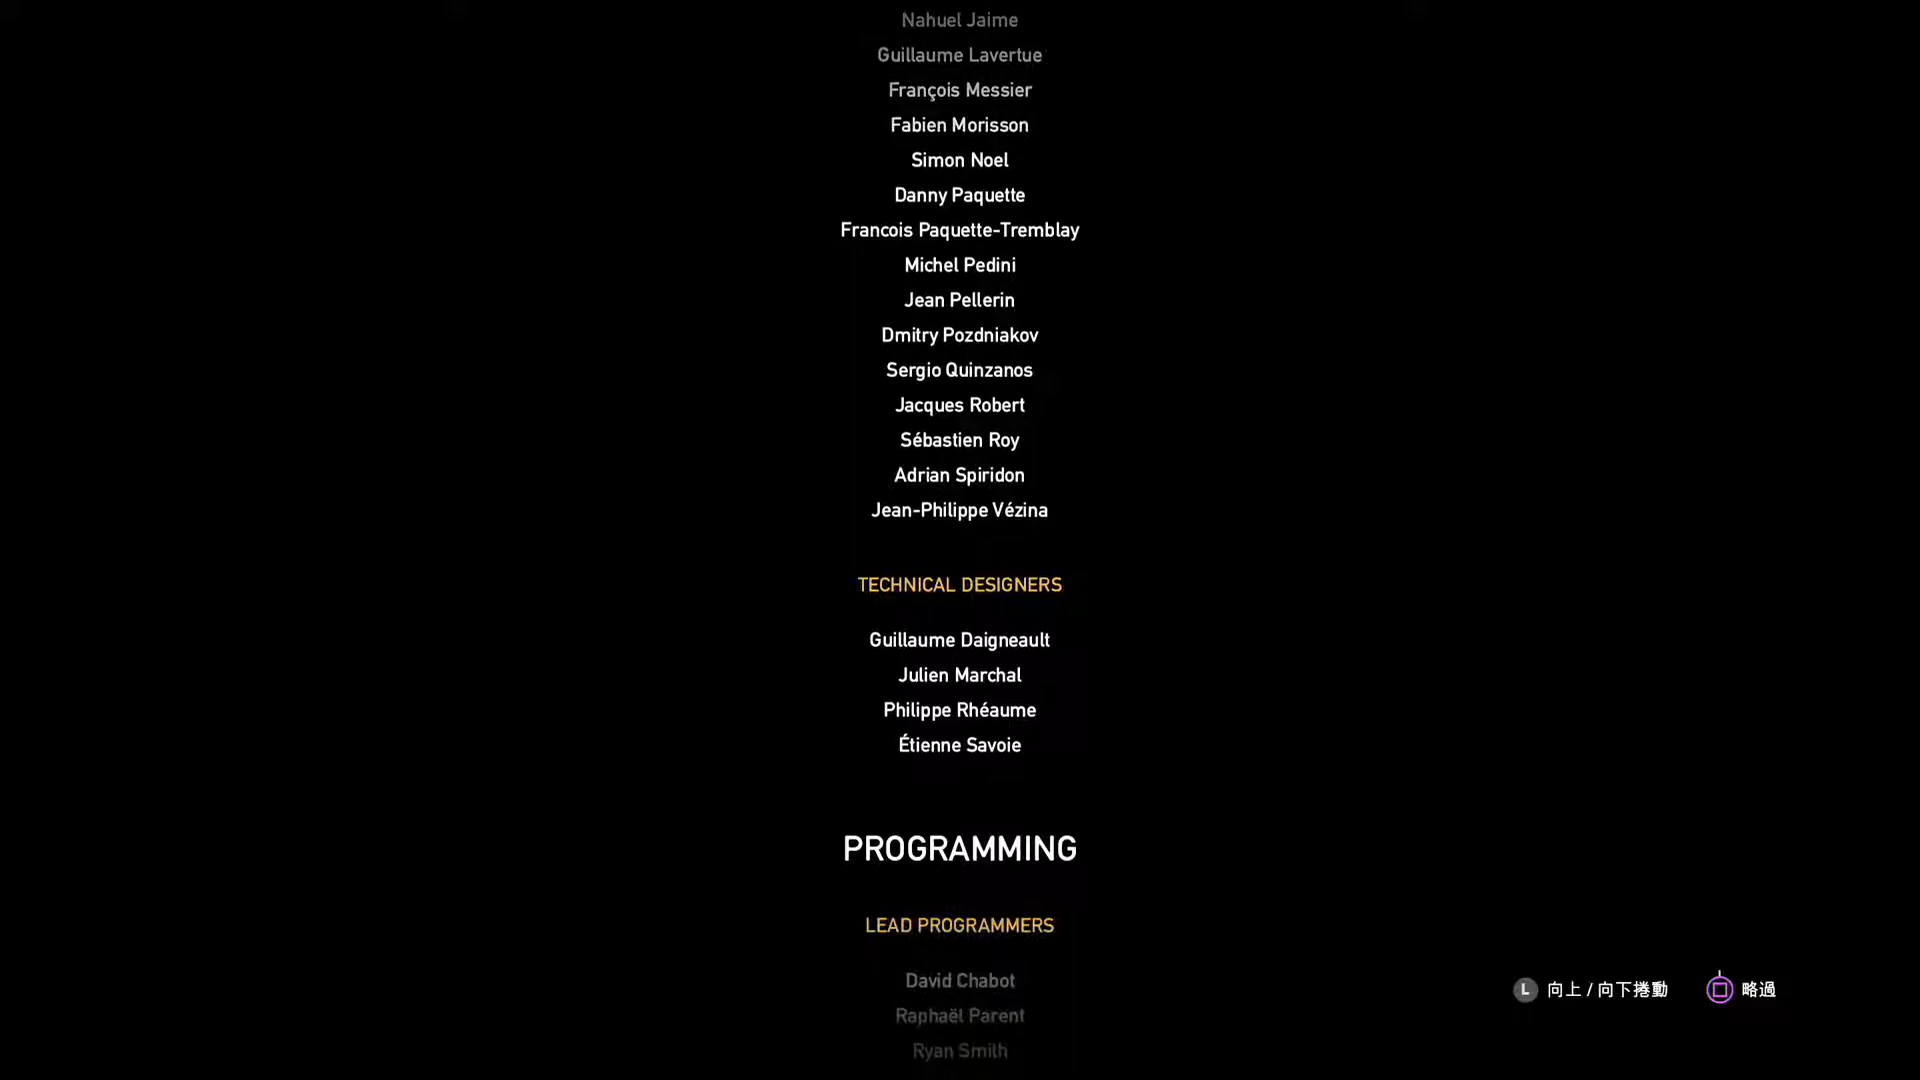 Nahuel Jaime
Guillaume Lavertue
François Messier
Fabien Morisson
Simon Noel
Danny Paquette
Francois Paquette-Tremblay
Michel Pedini
Jean Pellerin
Dmitry Pozdniakov
Sergio Quinzanos
Jacques Robert
Sébastien Roy
Adrian Spiridon
Jean-Philippe Vézina
TECHNICAL DESIGNERS
Guillaume Daigneault
Julien Marchal
Philippe Rhéaume
Étienne Savoie
PROGRAMMING
LEAD PROGRAMMERS
David Chabot
Raphaël Parent
Ryan Smith
L 向上 / 向下捲動 略過